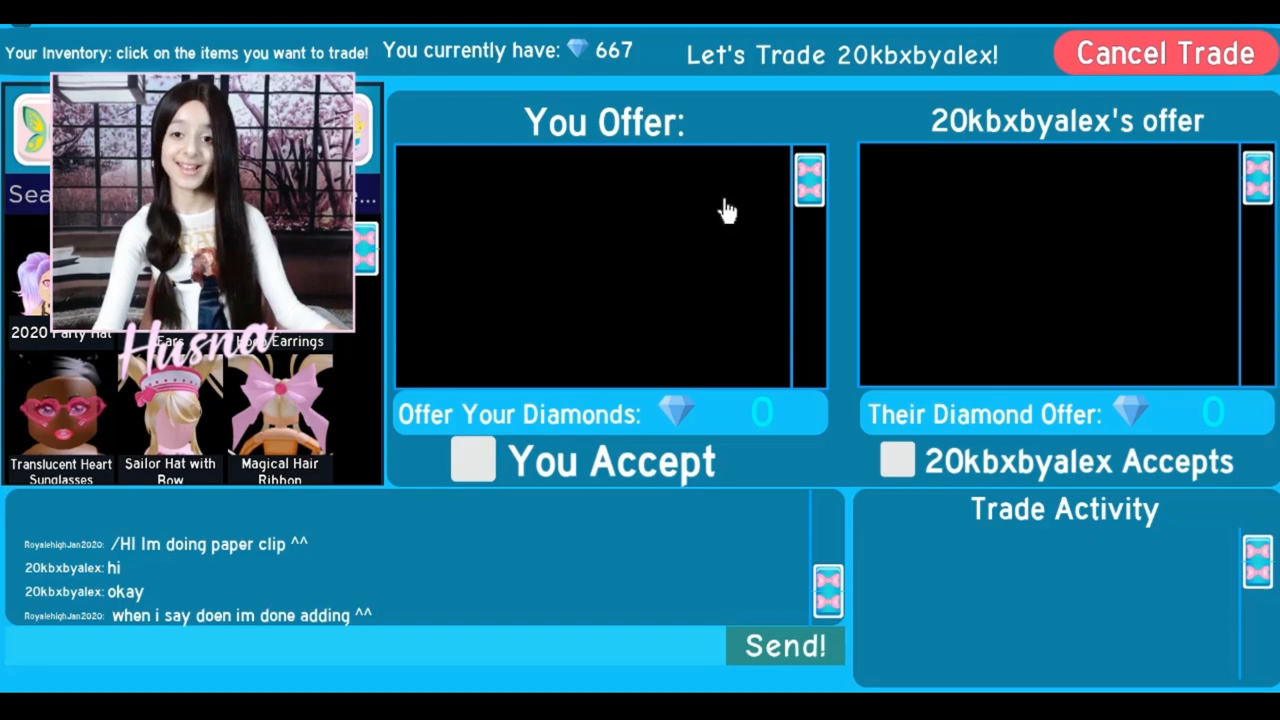 Your Inventory: click on the items you want to trade!
You currently have: 667
Let's Trade 20kbxbyalex!
Cancel Trade
You Offer:
20kbxbyalex's offer
Sea
...
2020 Party Hat
Ears
Hoop Earrings
Husna
Translucent Heart
Sunglasses
Sailor Hat with
Bow
Magical Hair
Ribbon
Offer Your Diamonds: 0
Their Diamond Offer: 0
You Accept
20kbxbyalex Accepts
RoyalehighJan2020: /HI Im doing paper clip ^^
20kbxbyalex: hi
20kbxbyalex: okay
RoyalehighJan2020: when i say doen im done adding ^^
Send!
Trade Activity